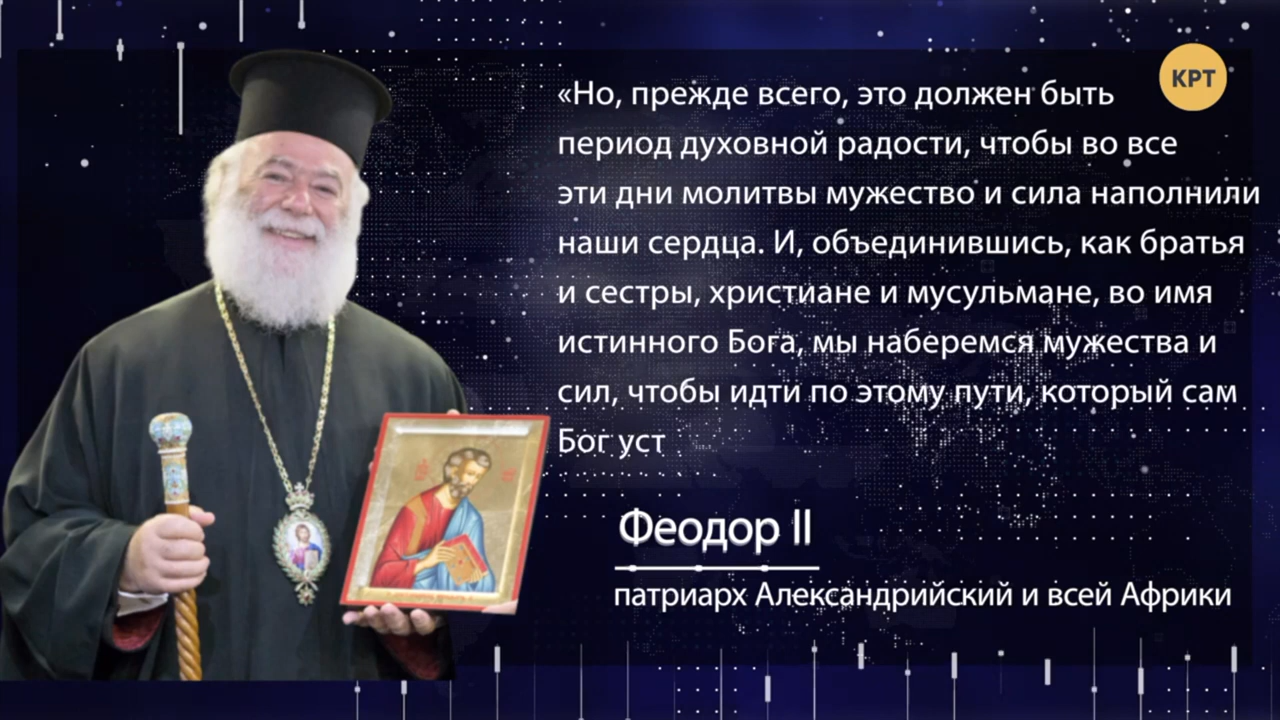 КРТ
«Но, прежде всего, это должен быть
период духовной радости, чтобы во все
эти дни молитвы мужество и сила наполнили
наши сердца. И, объединившись, как братья
и сестры, христиане и мусульмане, во имя
истинного Бога, мы наберемся мужества и
сил, чтобы идти по этому пути, который сам
Бог уст
Феодор II
патриарх Александрийский и всей Африки